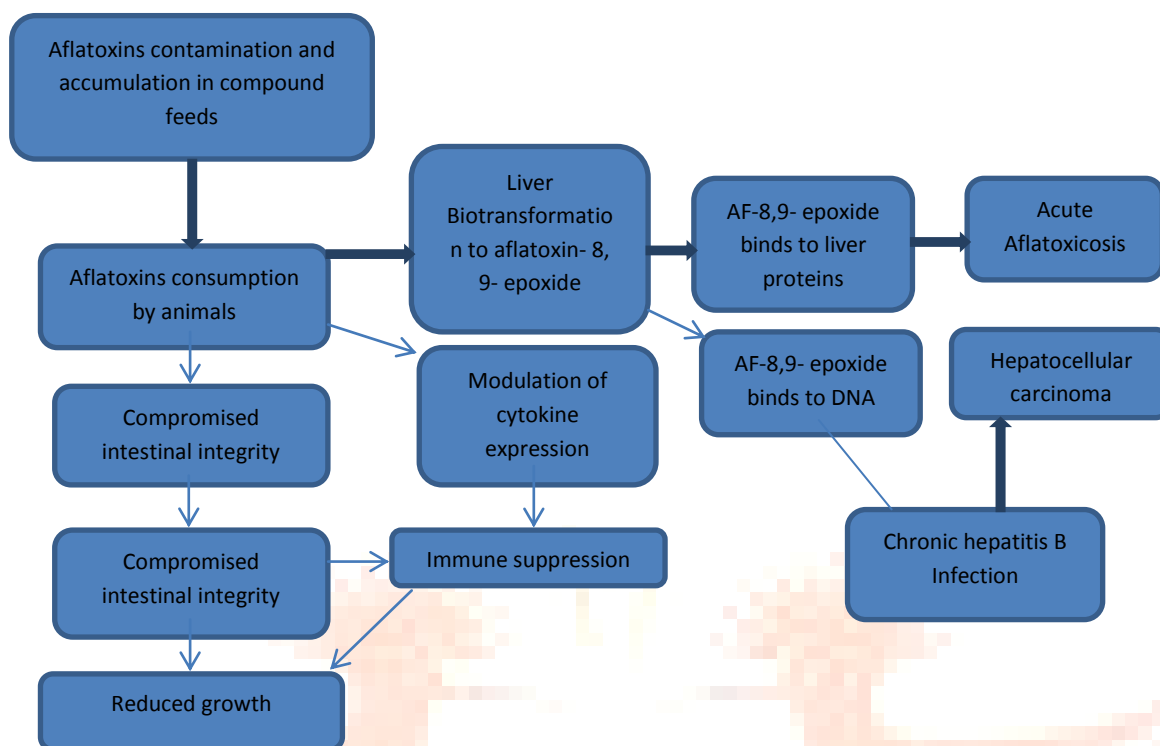 Aflatoxins contamination and
accumulation in compound
feeds
Liver
Biotransformatio
n to aflatoxin- 8,
9- epoxide
AF-8,9- epoxide
binds to liver
proteins
Acute
Aflatoxicosis
Aflatoxins consumption
by animals
Modulation of
cytokine
expression
AF-8,9- epoxide
binds to DNA
Hepatocellular
carcinoma
Compromised
intestinal integrity
Compromised
intestinal integrity
Immune suppression
Chronic hepatitis B
Infection
Reduced growth